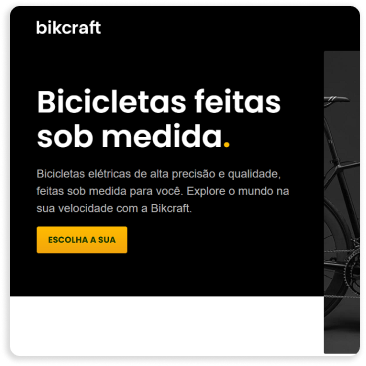 bikcraft
Bicicletas feitas
sob medida.
Bicicletas elétricas de alta precisão e qualidade,
feitas sob medida para você. Explore o mundo na
sua velocidade com a Bikcraft.
ESCOLHA A SUA